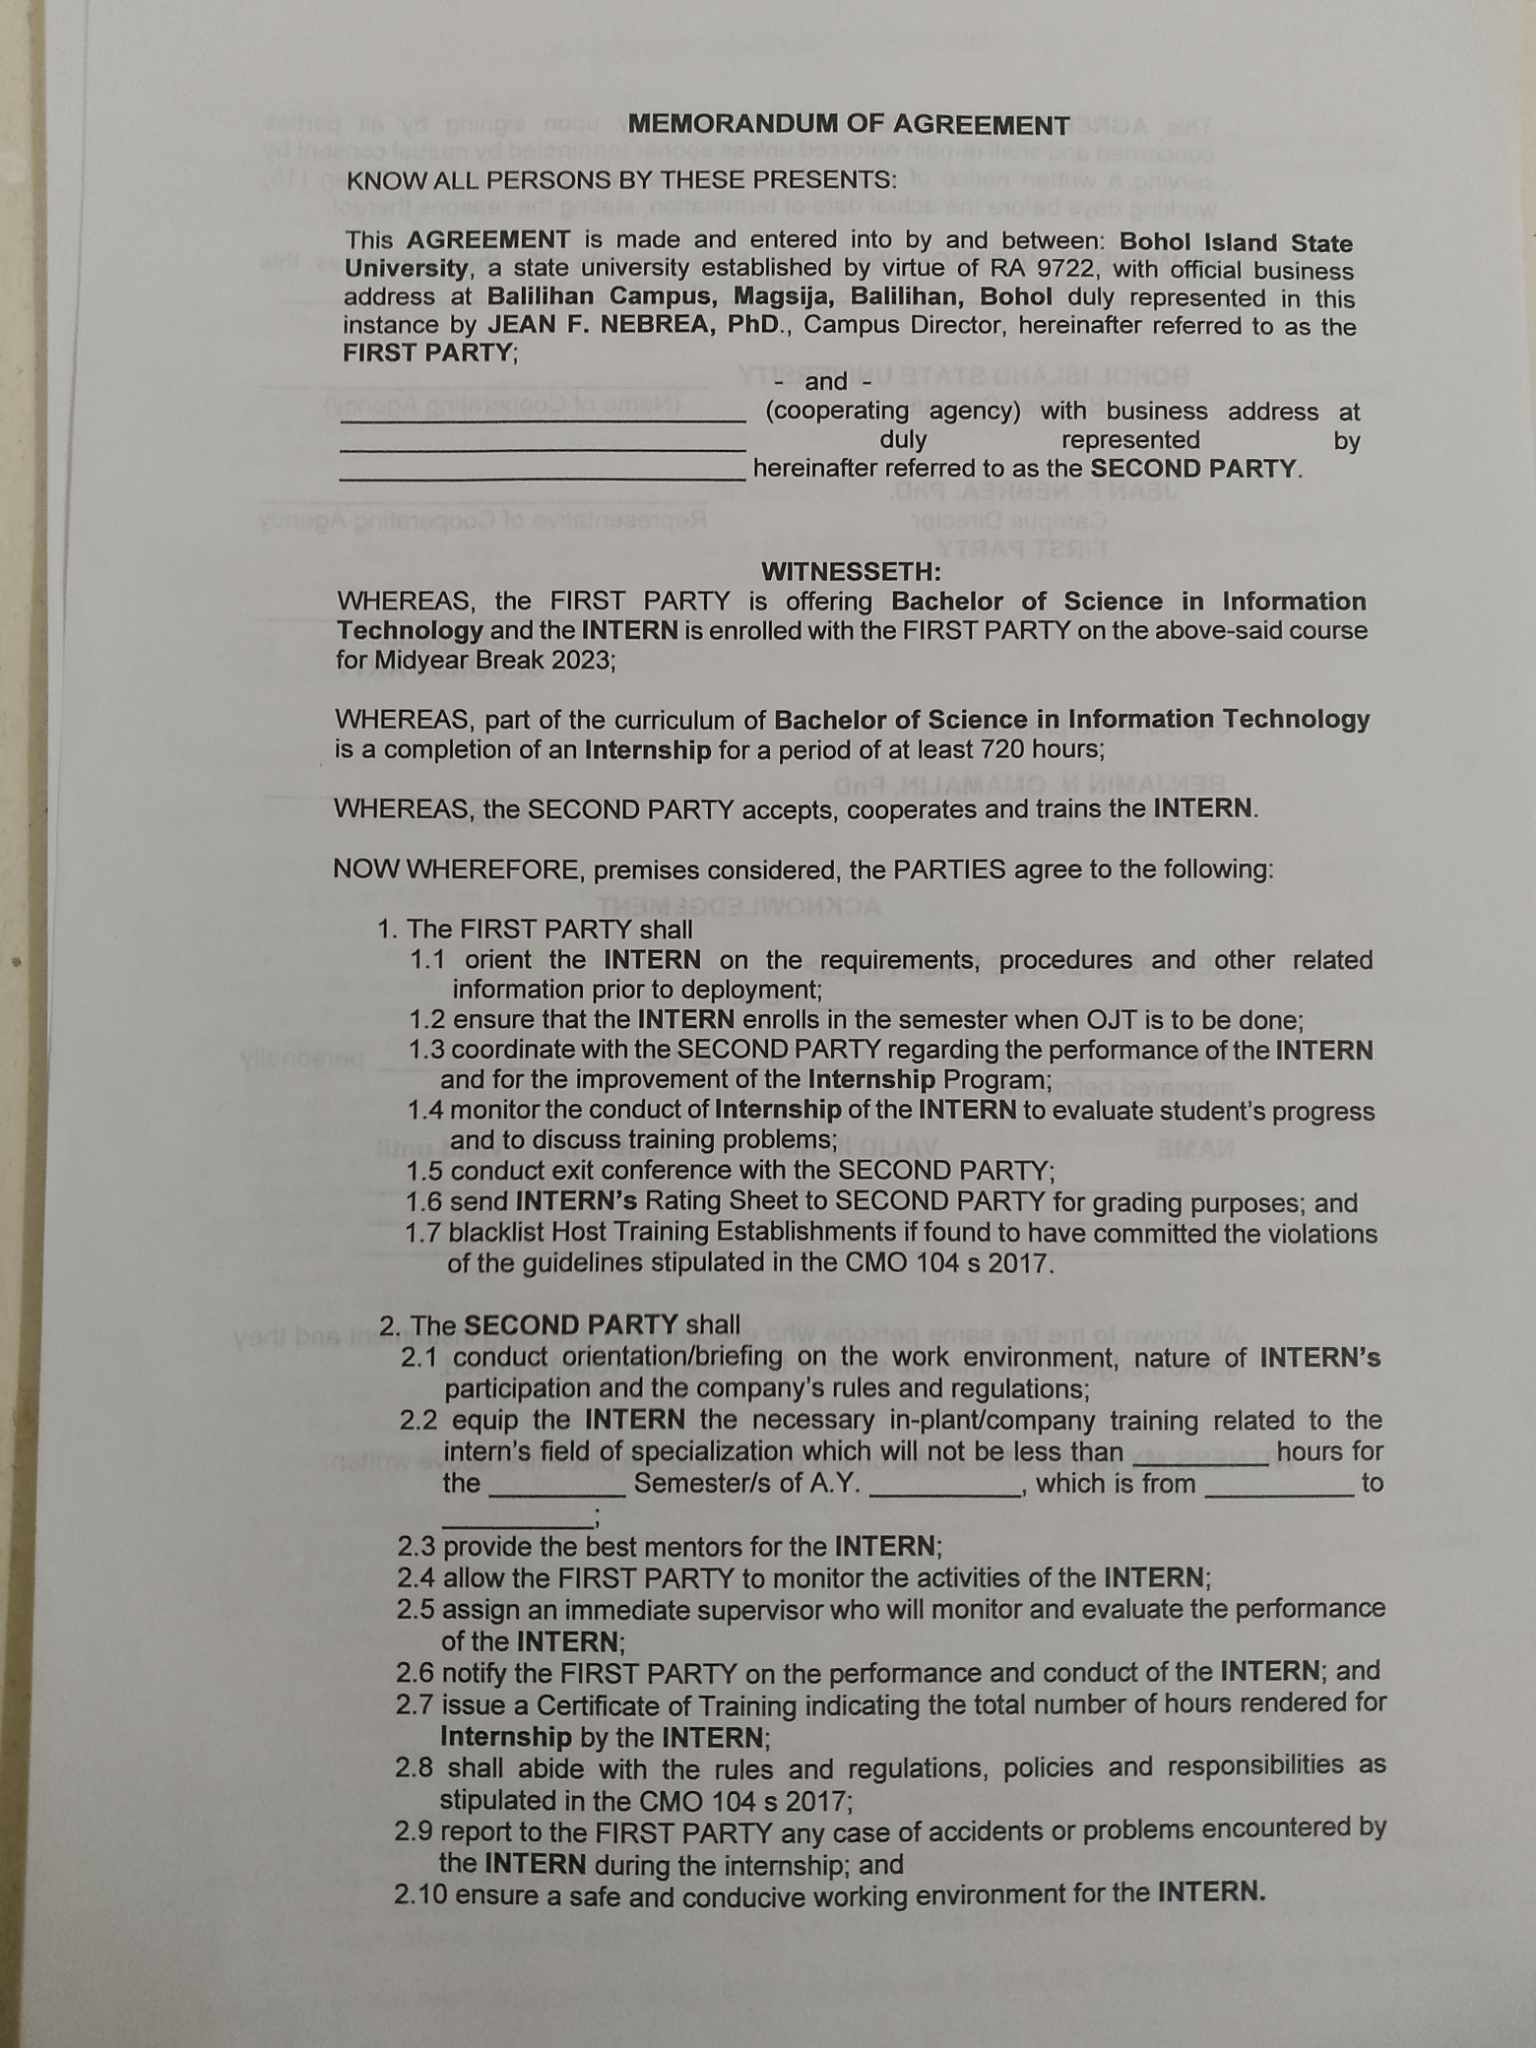 MEMORANDUM OF AGREEMENT
KNOW ALL PERSONS BY THESE PRESENTS:
This AGREEMENT is made and entered into by and between: Bohol Island State
University, a state university established by virtue of RA 9722, with official business
address at Balilihan Campus, Magsija, Balilihan, Bohol duly represented in this
instance by JEAN F. NEBREA, PhD., Campus Director, hereinafter referred to as the
FIRST PARTY;
- and -
____________________ (cooperating agency) with business address at
____________________ duly represented by
____________________ hereinafter referred to as the SECOND PARTY.
WITNESSETH:
WHEREAS, the FIRST PARTY is offering Bachelor of Science in Information
Technology and the INTERN is enrolled with the FIRST PARTY on the above-said course
for Midyear Break 2023;
WHEREAS, part of the curriculum of Bachelor of Science in Information Technology
is a completion of an Internship for a period of at least 720 hours;
WHEREAS, the SECOND PARTY accepts, cooperates and trains the INTERN.
NOW WHEREFORE, premises considered, the PARTIES agree to the following:
1. The FIRST PARTY shall
1.1 orient the INTERN on the requirements, procedures and other related
information prior to deployment;
1.2 ensure that the INTERN enrolls in the semester when OJT is to be done;
1.3 coordinate with the SECOND PARTY regarding the performance of the INTERN
and for the improvement of the Internship Program;
1.4 monitor the conduct of Internship of the INTERN to evaluate student's progress
and to discuss training problems;
1.5 conduct exit conference with the SECOND PARTY;
1.6 send INTERN's Rating Sheet to SECOND PARTY for grading purposes; and
1.7 blacklist Host Training Establishments if found to have committed the violations
of the guidelines stipulated in the CMO 104 s 2017.
2. The SECOND PARTY shall
2.1 conduct orientation/briefing on the work environment, nature of INTERN's
participation and the company's rules and regulations;
2.2 equip the INTERN the necessary in-plant/company training related to the
intern's field of specialization which will not be less than _________ hours for
the _________ Semester/s of A.Y. __________, which is from __________ to
__________;
2.3 provide the best mentors for the INTERN;
2.4 allow the FIRST PARTY to monitor the activities of the INTERN;
2.5 assign an immediate supervisor who will monitor and evaluate the performance
of the INTERN;
2.6 notify the FIRST PARTY on the performance and conduct of the INTERN; and
2.7 issue a Certificate of Training indicating the total number of hours rendered for
Internship by the INTERN;
2.8 shall abide with the rules and regulations, policies and responsibilities as
stipulated in the CMO 104 s 2017;
2.9 report to the FIRST PARTY any case of accidents or problems encountered by
the INTERN during the internship; and
2.10 ensure a safe and conducive working environment for the INTERN.